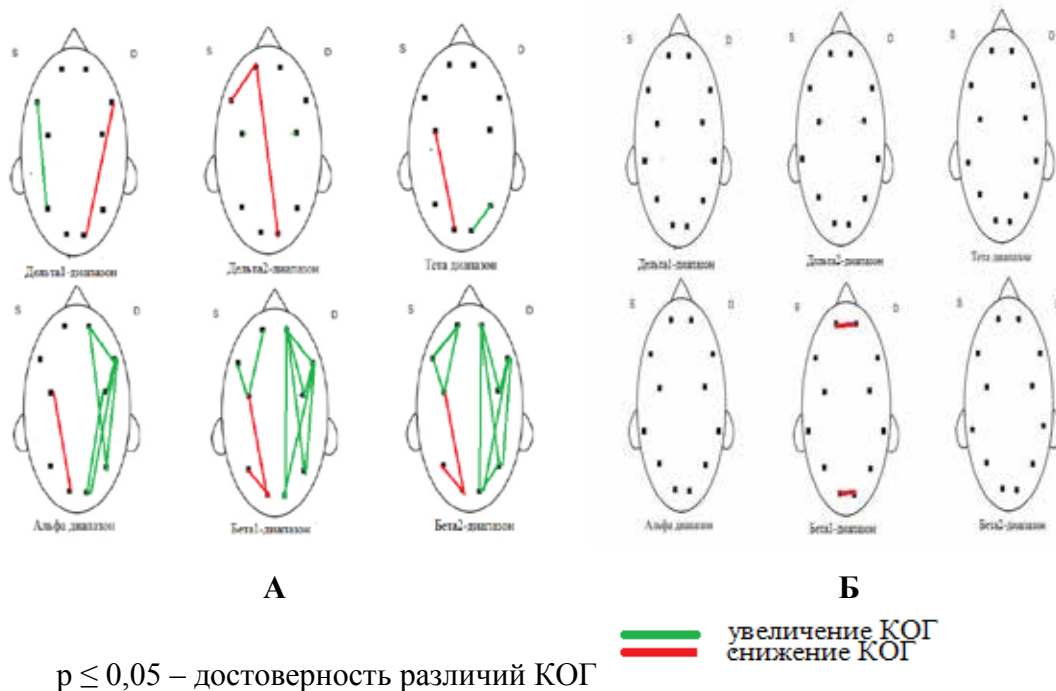 S D
S D
Дельта1-диапазон
Дельта2-диапазон
Тета диапазон
Дельта1-диапазон
Дельта2-диапазон
Тета диапазон
S D
S D
S D
Альфа диапазон
Бета1-диапазон
Бета2-диапазон
Альфа диапазон
Бета1-диапазон
Бета2-диапазон
А
Б
увеличение КОГ
снижение КОГ
p ≤ 0,05 – достоверность различий КОГ